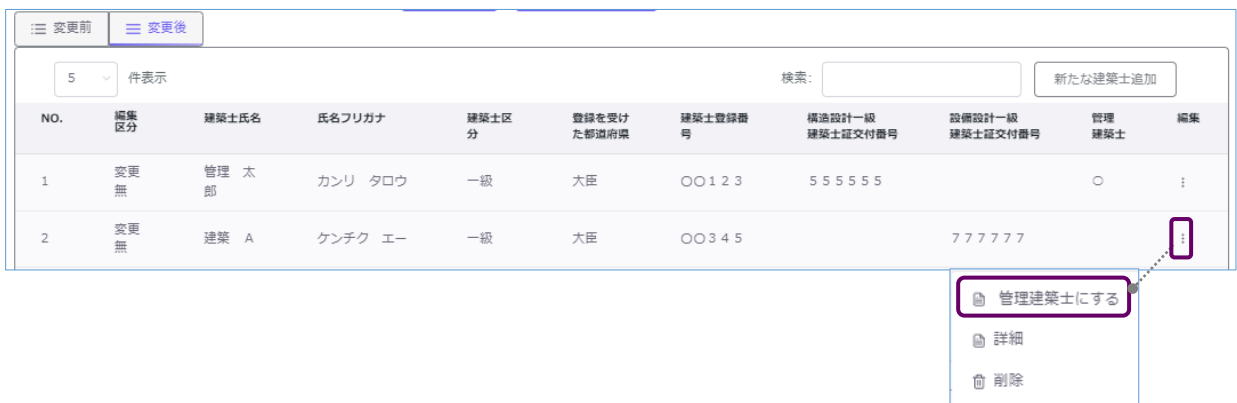 変更前 変更後
5 件表示 検索: 新たな建築士追加
NO. 編集 建築士氏名 氏名フリガナ 建築士区 登録を受け 建築士登録番 構造設計一級 設備設計一級 管理 編集
区分 分 た都道府県 号 建築士証交付番号 建築士証交付番号 建築士
1 変更 管理 太 カンリ タロウ 一級 大臣 〇〇123 555555 〇
無 郎
2 変更 建築 A ケンチク エー 一級 大臣 〇〇345 777777
無
管理建築士にする
詳細
削除